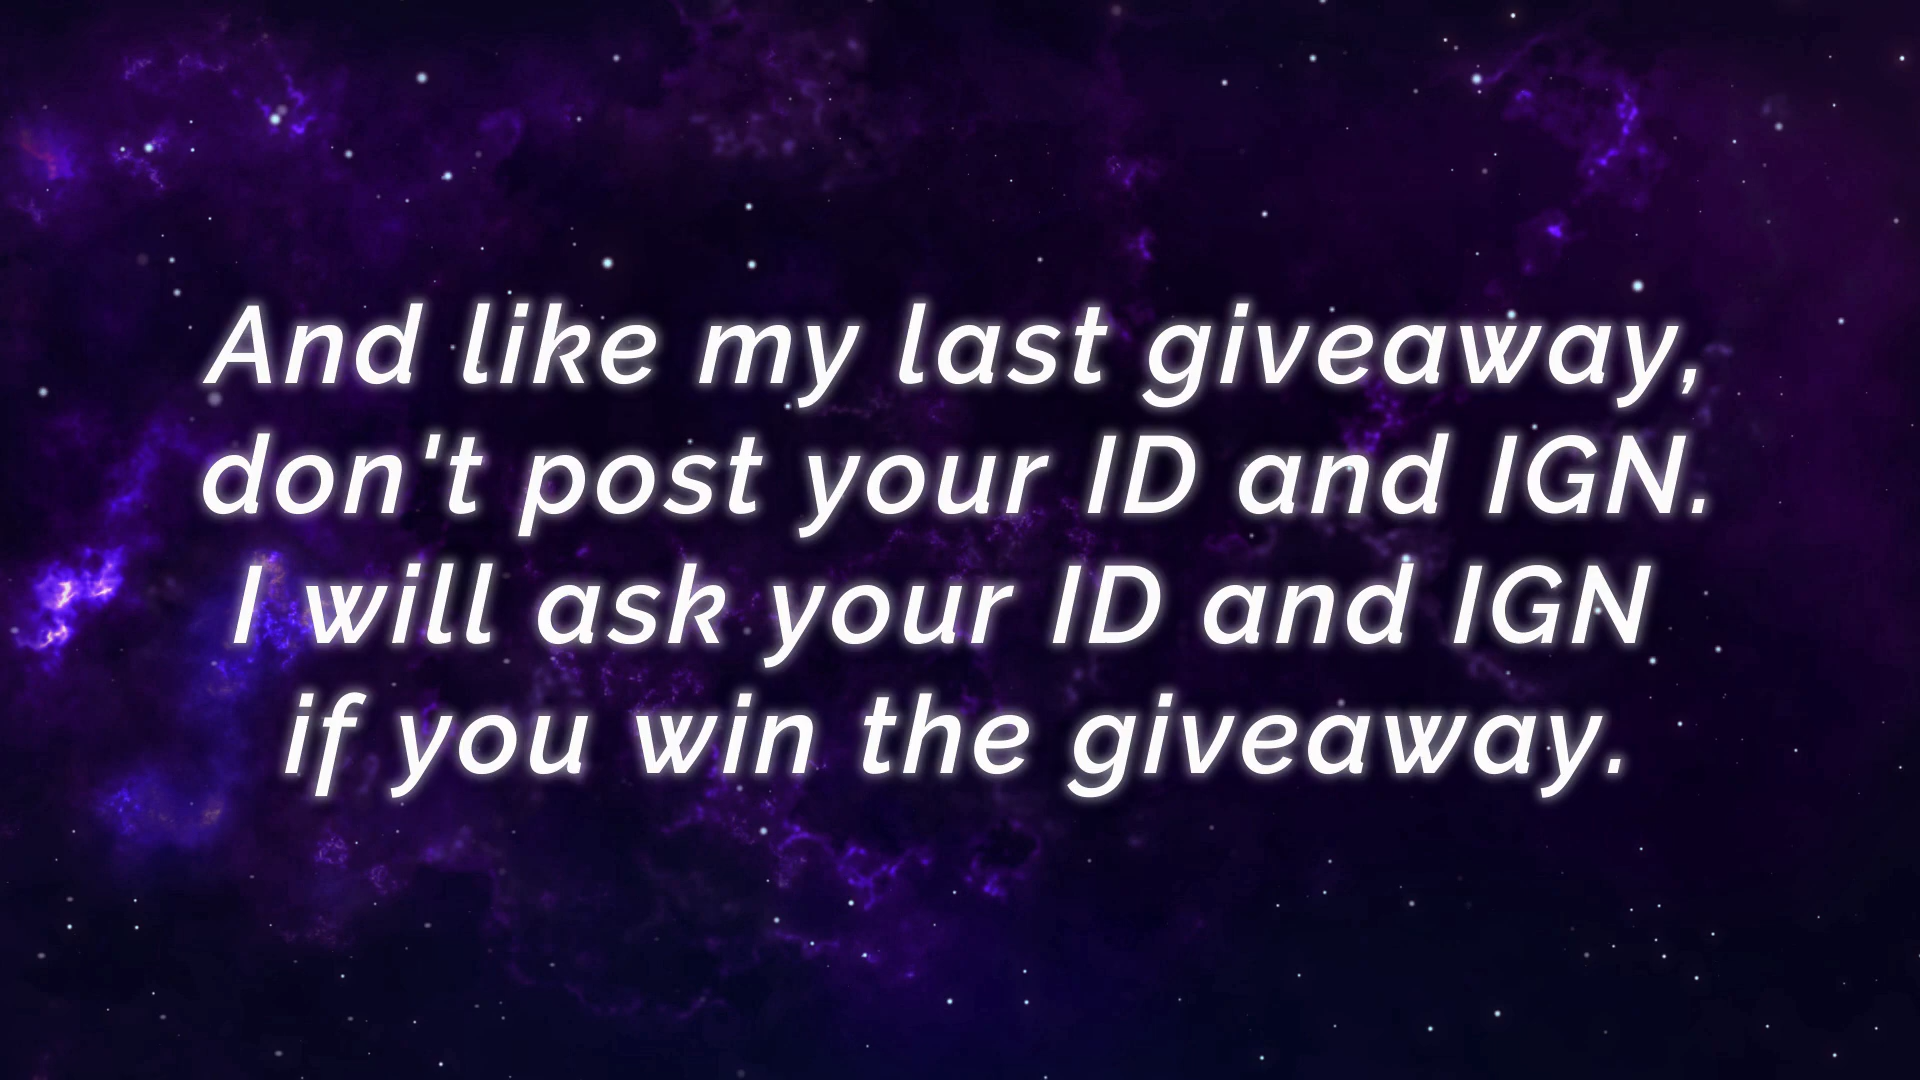 And like my last giveaway,
don't post your ID and IGN.
I will ask your ID and IGN
if you win the giveaway.